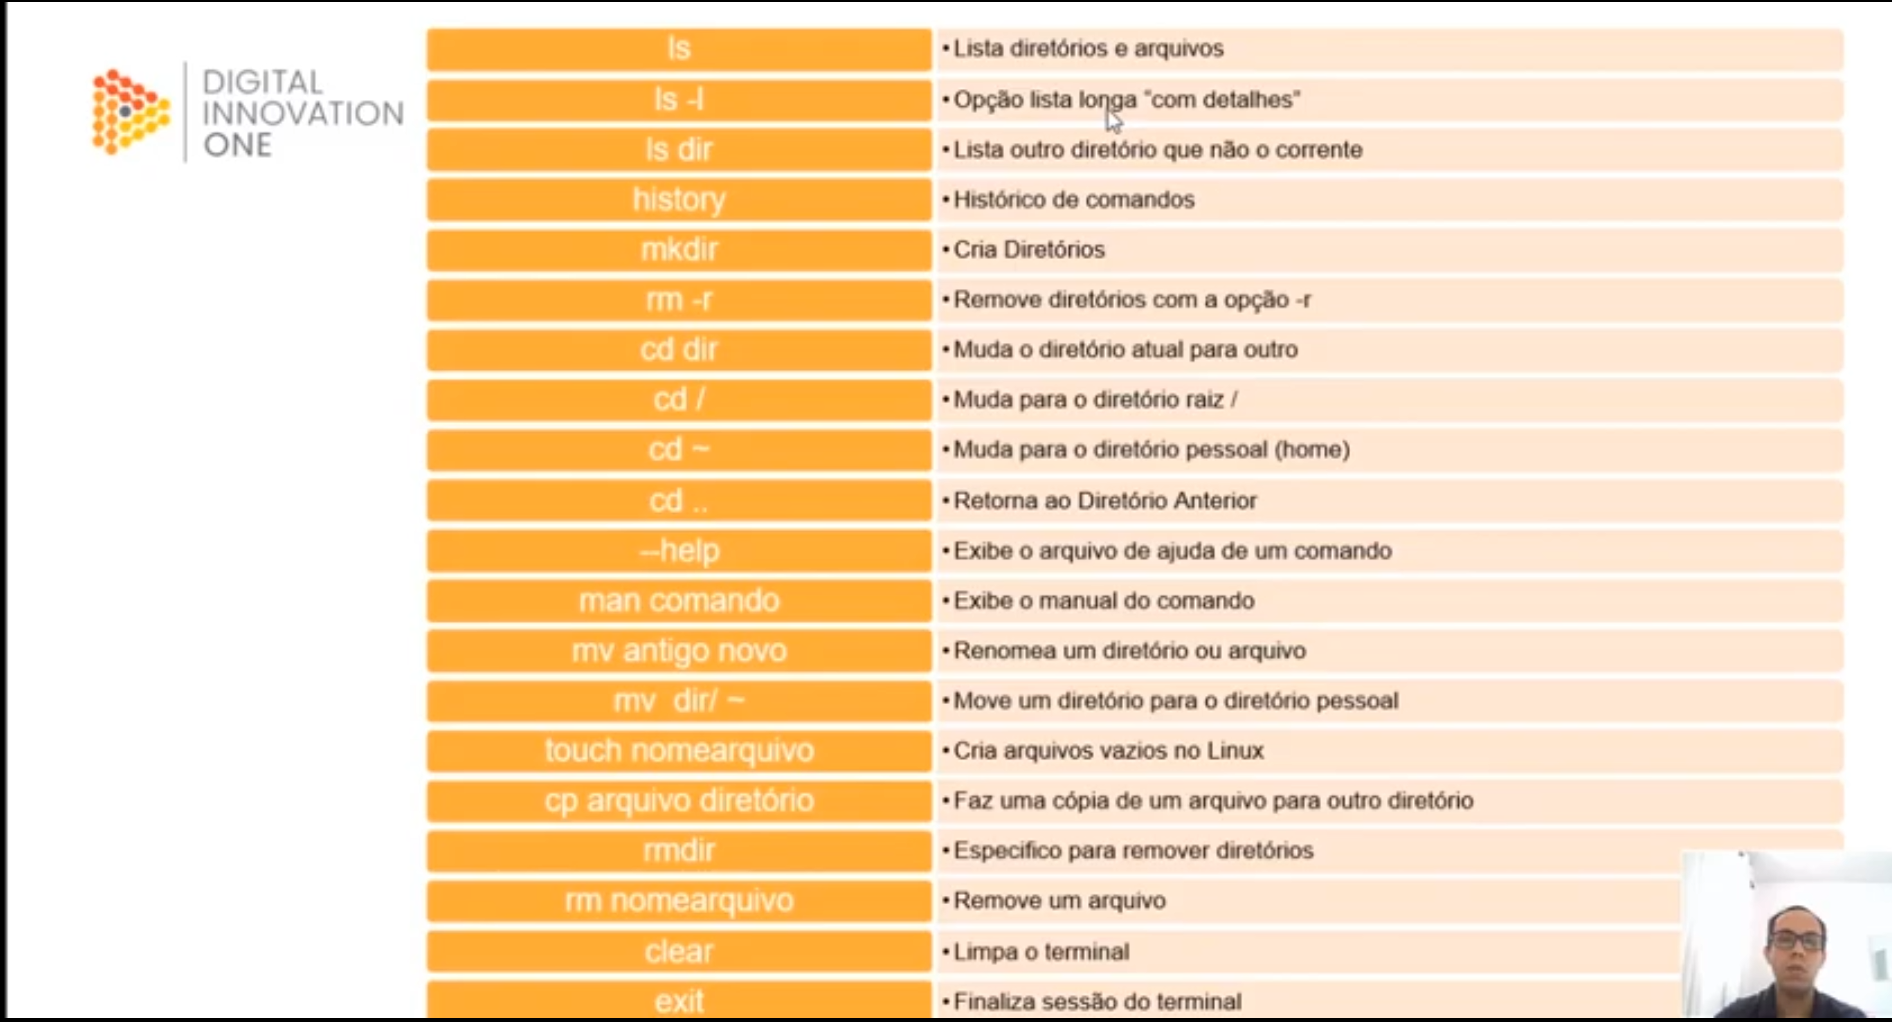 DIGITAL
INNOVATION
ONE
ls
• Lista diretórios e arquivos
ls -l
• Opção lista longa "com detalhes"
ls dir
• Lista outro diretório que não o corrente
history
• Histórico de comandos
mkdir
• Cria Diretórios
rm -r
• Remove diretórios com a opção -r
cd dir
• Muda o diretório atual para outro
cd /
• Muda para o diretório raiz /
cd ~
• Muda para o diretório pessoal (home)
cd ..
• Retorna ao Diretório Anterior
--help
• Exibe o arquivo de ajuda de um comando
man comando
• Exibe o manual do comando
mv antigo novo
• Renomea um diretório ou arquivo
mv dir/ ~
• Move um diretório para o diretório pessoal
touch nomearquivo
• Cria arquivos vazios no Linux
cp arquivo diretório
• Faz uma cópia de um arquivo para outro diretório
rmdir
• Especifico para remover diretórios
rm nomearquivo
• Remove um arquivo
clear
• Limpa o terminal
exit
• Finaliza sessão do terminal